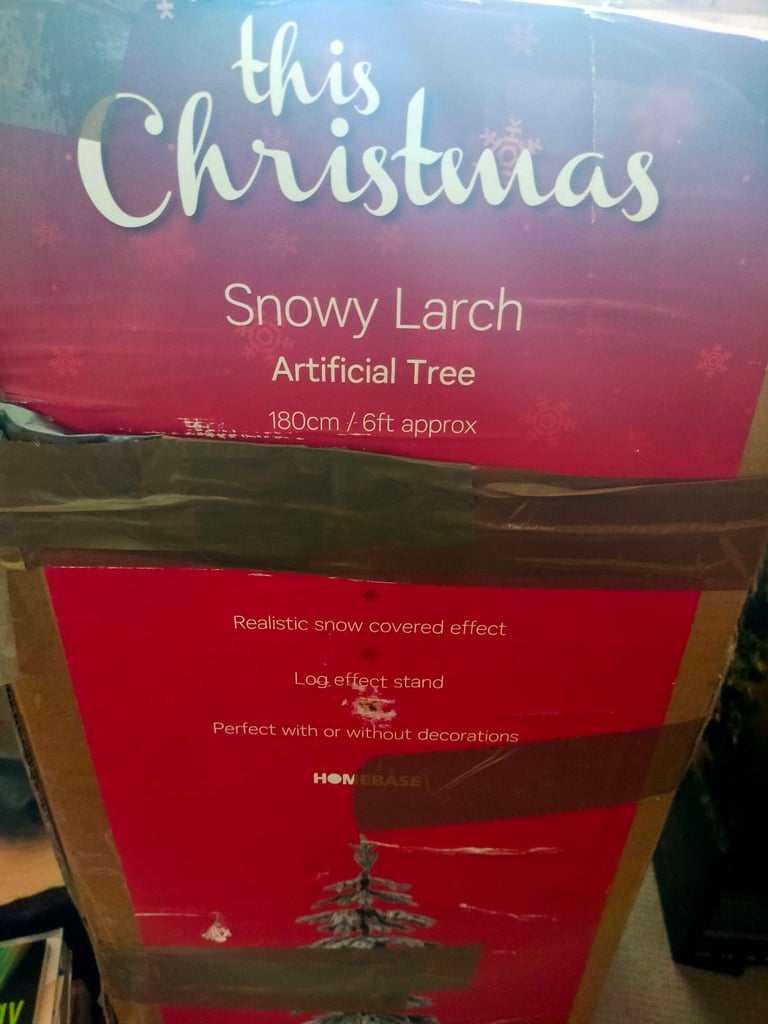 this
Christmas
Snowy Larch
Artificial Tree
180cm / 6ft approx
Realistic snow covered effect
Log effect stand
Perfect with or without decorations
HOMEBASE